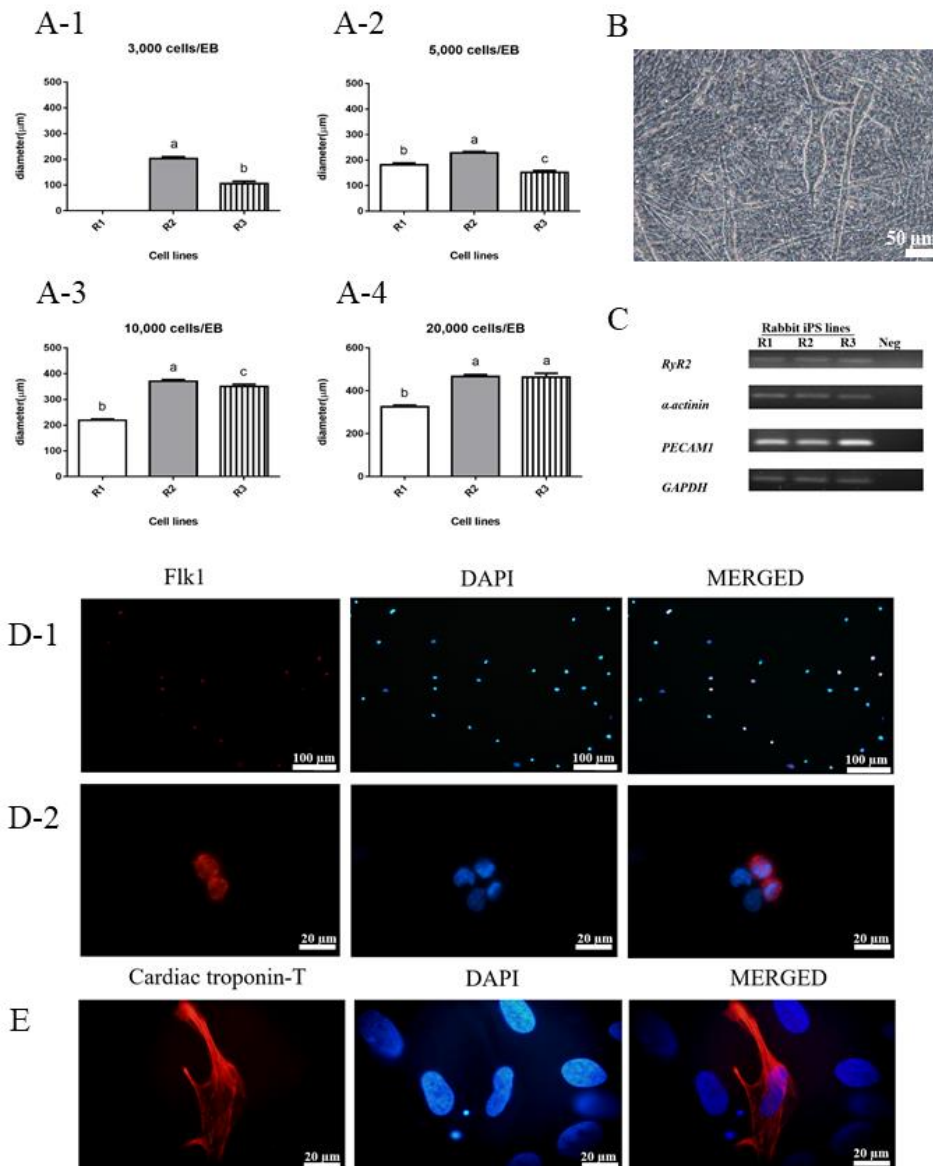 A-1
3,000 cells/EB
diameter(μm)
500
400
300
200
100
0
a
b
R1
R2
R3
Cell lines
A-2
5,000 cells/EB
diameter(μm)
500
400
300
200
100
0
b
a
c
R1
R2
R3
Cell lines
B
50 μm
A-3
10,000 cells/EB
diameter(μm)
500
400
300
200
100
0
b
a
c
R1
R2
R3
Cell lines
A-4
20,000 cells/EB
diameter(μm)
600
400
200
0
b
a
a
R1
R2
R3
Cell lines
C
Rabbit iPS lines
R1 R2 R3 Neg
RyR2
α-actinin
PECAM1
GAPDH
Flk1 DAPI MERGED
D-1
100 μm 100 μm 100 μm
D-2
20 μm 20 μm 20 μm
Cardiac troponin-T DAPI MERGED
E
20 μm 20 μm 20 μm